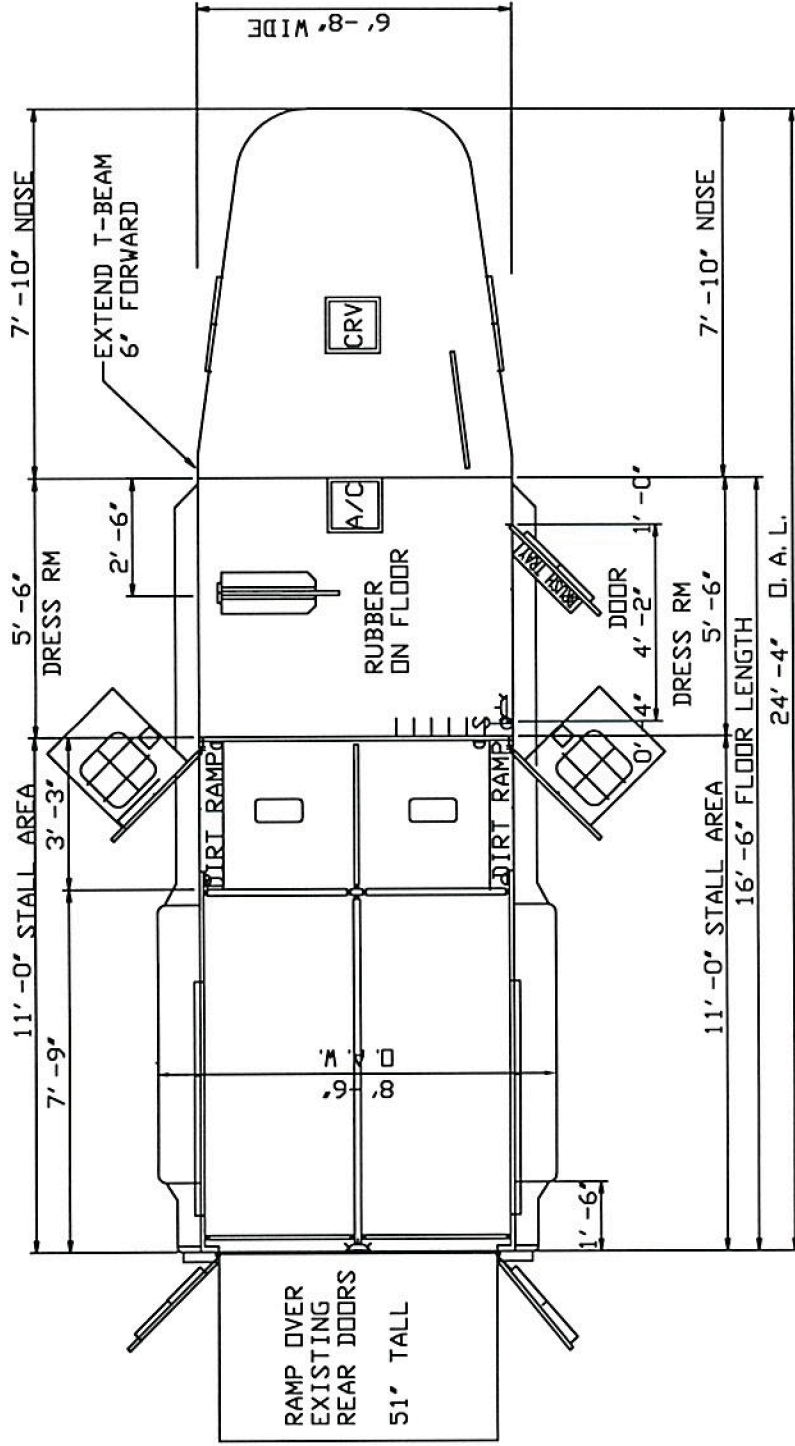 7'-10" NOSE
6'-8" WIDE
EXTEND T-BEAM
6" FORWARD
5'-6"
DRESS RM
2'-6"
11'-0" STALL AREA
3'-3"
7'-9"
CRV
A/C
RUBBER
ON FLOOR
DIRT RAMP
DIRT RAMP
S
8'-6"
O.A.W.
RAMP OVER
EXISTING
REAR DOORS
51" TALL
BRUSH TRAY
DOOR
0'-4"
4'-2"
1'-0"
DRESS RM
5'-6"
7'-10" NOSE
1'-6"
11'-0" STALL AREA
16'-6" FLOOR LENGTH
24'-4" O.A.L.